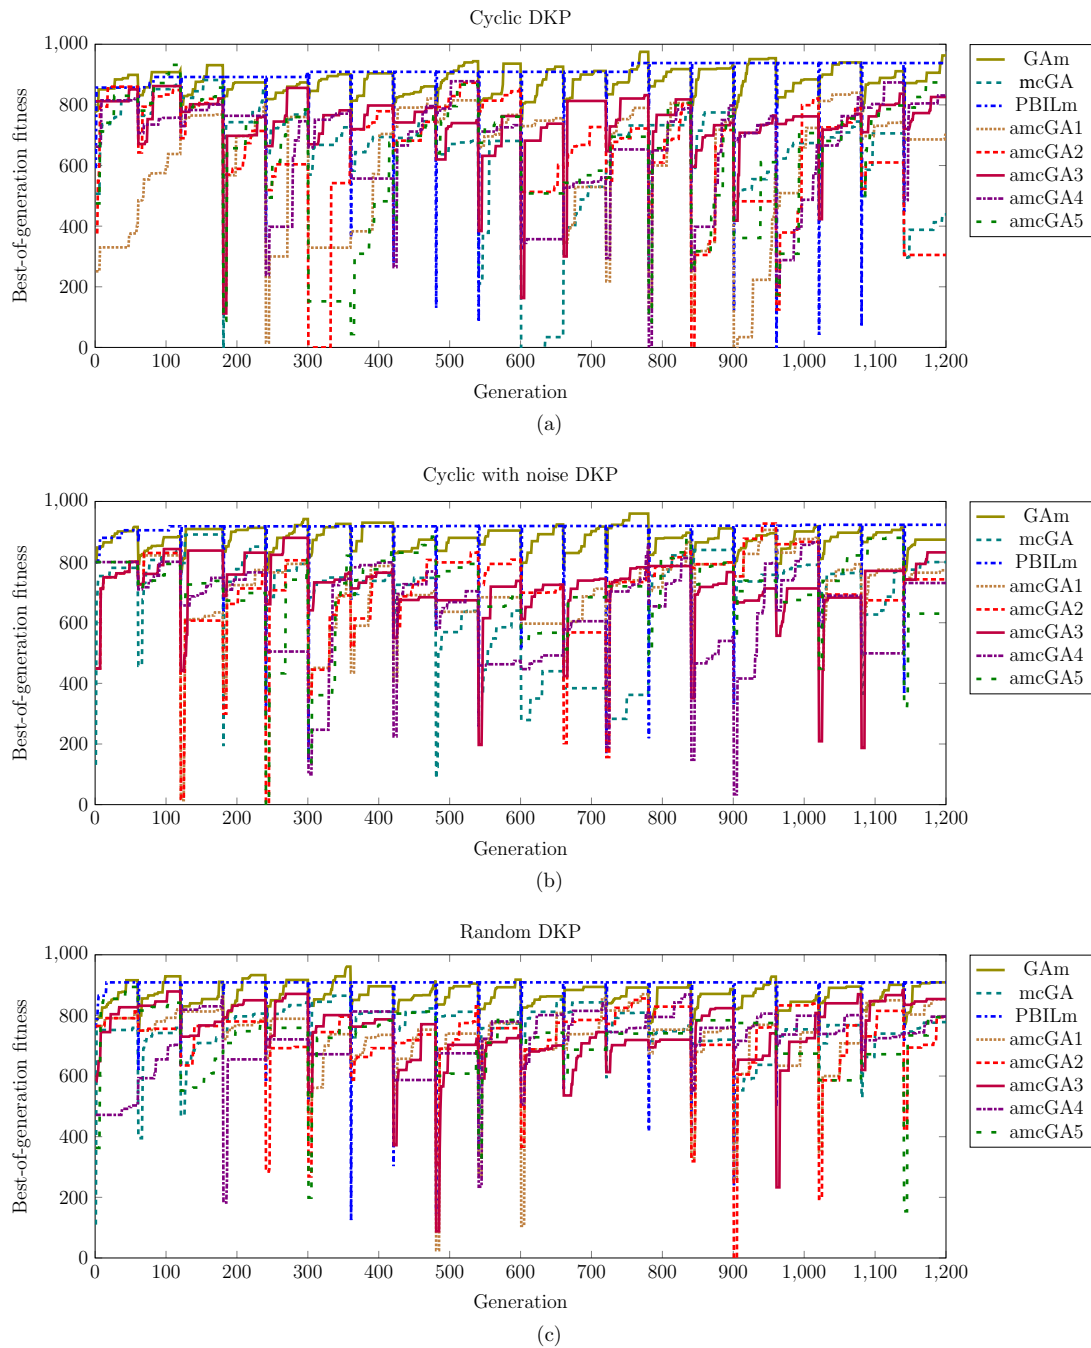 Cyclic DKP
1,000
800
600
400
200
0
Best-of-generation fitness
0 100 200 300 400 500 600 700 800 900 1,000 1,100 1,200
Generation
GAm
mcGA
PBILm
amcGA1
amcGA2
amcGA3
amcGA4
amcGA5
(a)
Cyclic with noise DKP
1,000
800
600
400
200
0
Best-of-generation fitness
0 100 200 300 400 500 600 700 800 900 1,000 1,100 1,200
Generation
GAm
mcGA
PBILm
amcGA1
amcGA2
amcGA3
amcGA4
amcGA5
(b)
Random DKP
1,000
800
600
400
200
0
Best-of-generation fitness
0 100 200 300 400 500 600 700 800 900 1,000 1,100 1,200
Generation
GAm
mcGA
PBILm
amcGA1
amcGA2
amcGA3
amcGA4
amcGA5
(c)